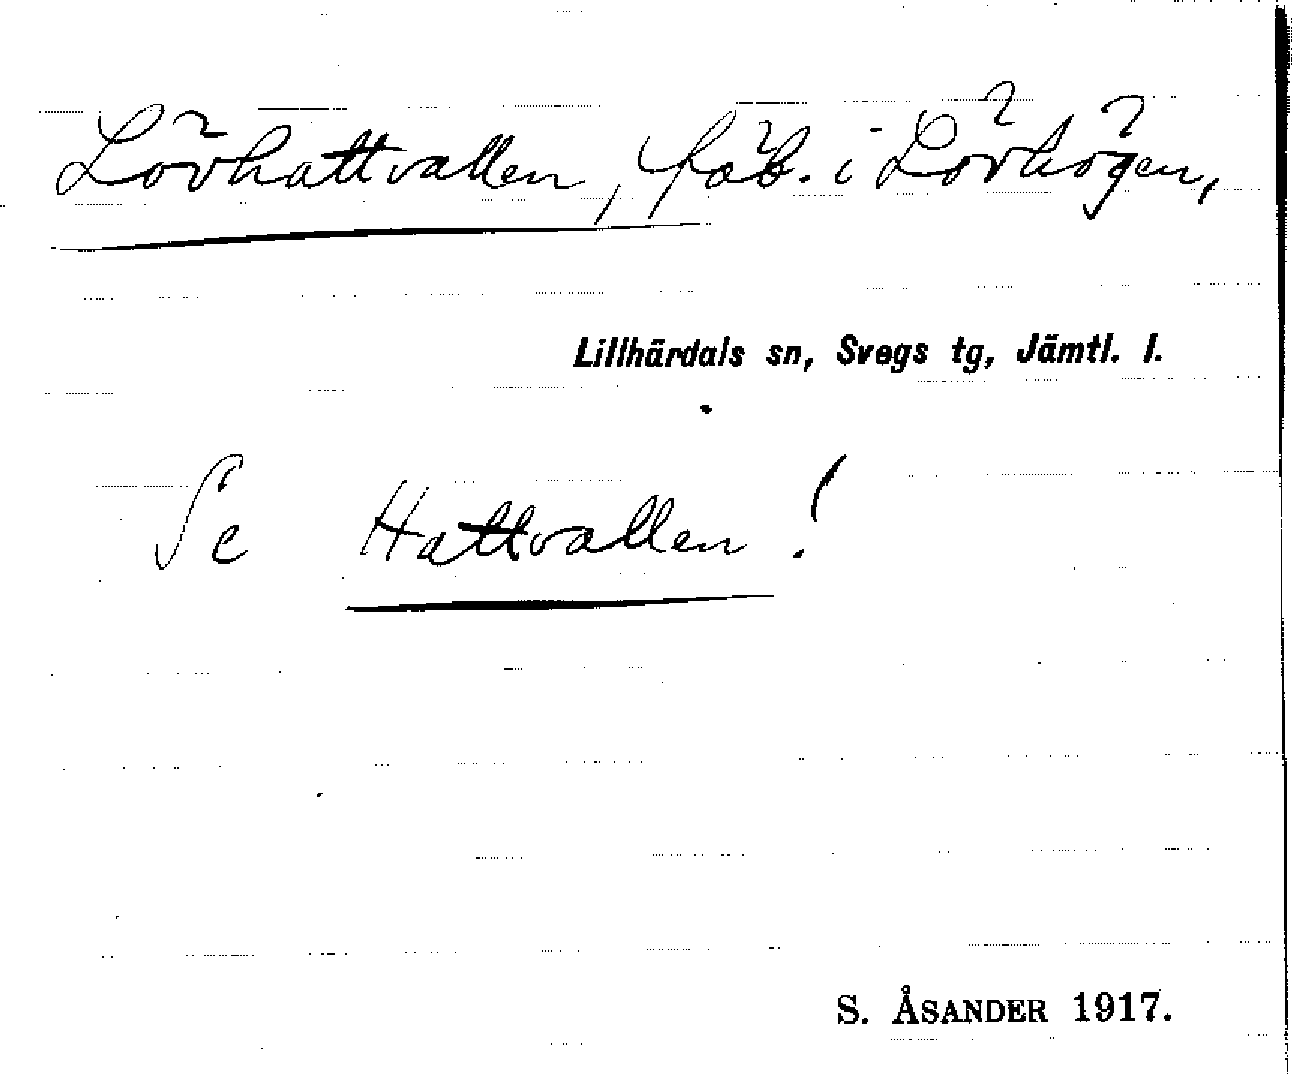 Lövhattvallen, fäb. i Lövhögen,
Lillhärdals sn, Svegs tg, Jämtl. l.
Se Hattvallen!
S. ÅSANDER 1917.